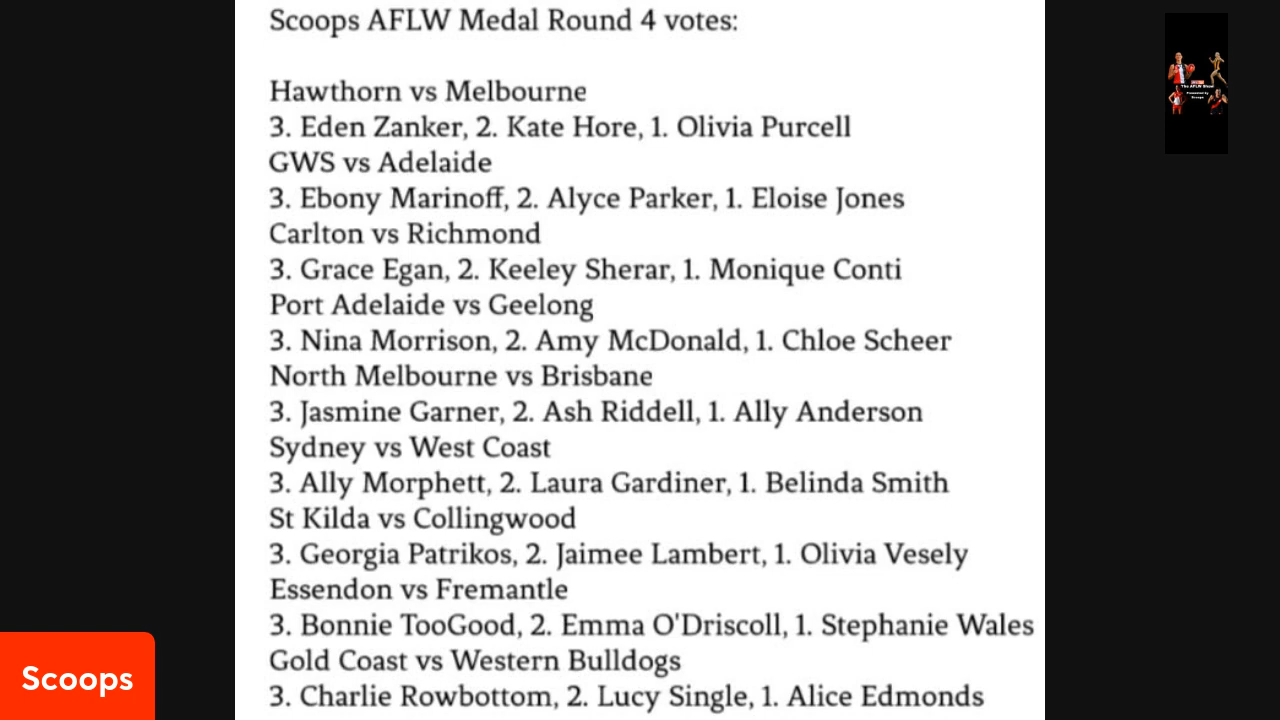 Scoops AFLW Medal Round 4 votes:
Hawthorn vs Melbourne
3. Eden Zanker, 2. Kate Hore, 1. Olivia Purcell
GWS vs Adelaide
3. Ebony Marinoff, 2. Alyce Parker, 1. Eloise Jones
Carlton vs Richmond
3. Grace Egan, 2. Keeley Sherar, 1. Monique Conti
Port Adelaide vs Geelong
3. Nina Morrison, 2. Amy McDonald, 1. Chloe Scheer
North Melbourne vs Brisbane
3. Jasmine Garner, 2. Ash Riddell, 1. Ally Anderson
Sydney vs West Coast
3. Ally Morphett, 2. Laura Gardiner, 1. Belinda Smith
St Kilda vs Collingwood
3. Georgia Patrikos, 2. Jaimee Lambert, 1. Olivia Vesely
Essendon vs Fremantle
3. Bonnie TooGood, 2. Emma O'Driscoll, 1. Stephanie Wales
Gold Coast vs Western Bulldogs
3. Charlie Rowbottom, 2. Lucy Single, 1. Alice Edmonds
The AFLW Show
Scoops
Scoops